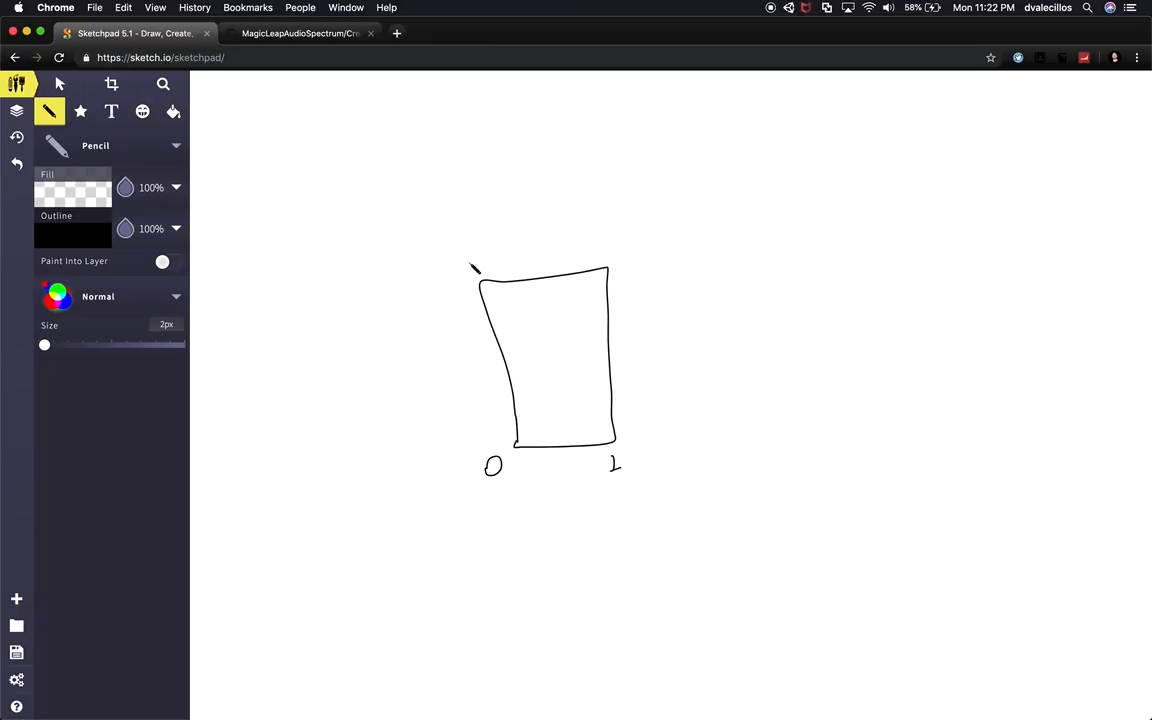 Chrome File Edit View History Bookmarks People Window Help 58% Mon 11:22 PM dvalecillos
Sketchpad 5.1 - Draw, Create, MagicLeapAudioSpectrum/Cre
https://sketch.io/sketchpad/
T
Pencil
Fill
100%
Outline
100%
Paint Into Layer
Normal
Size 2px
0 1